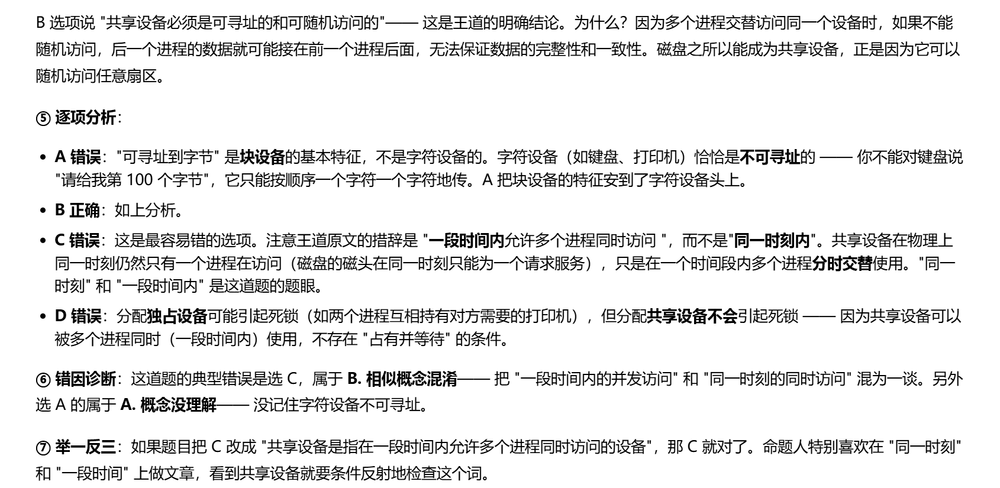 B 选项说 "共享设备必须是可寻址的和可随机访问的"—— 这是王道的明确结论。为什么？因为多个进程交替访问同一个设备时，如果不能
随机访问，后一个进程的数据就可能接在前一个进程后面，无法保证数据的完整性和一致性。磁盘之所以能成为共享设备，正是因为它可以
随机访问任意扇区。
⑤ 逐项分析：
• A 错误："可寻址到字节" 是块设备的基本特征，不是字符设备的。字符设备（如键盘、打印机）恰恰是不可寻址的 —— 你不能对键盘说
"请给我第 100 个字节"，它只能按顺序一个字符一个字符地传。A 把块设备的特征安到了字符设备头上。
• B 正确：如上分析。
• C 错误：这是最容易错的选项。注意王道原文的措辞是 "一段时间内允许多个进程同时访问 "，而不是"同一时刻内"。共享设备在物理上
同一时刻仍然只有一个进程在访问（磁盘的磁头在同一时刻只能为一个请求服务），只是在一个时间段内多个进程分时交替使用。"同一
时刻" 和 "一段时间内" 是这道题的题眼。
• D 错误：分配独占设备可能引起死锁（如两个进程互相持有对方需要的打印机），但分配共享设备不会引起死锁 —— 因为共享设备可以
被多个进程同时（一段时间内）使用，不存在 "占有并等待" 的条件。
⑥ 错因诊断：这道题的典型错误是选 C，属于 B. 相似概念混淆—— 把 "一段时间内的并发访问" 和 "同一时刻的同时访问" 混为一谈。另外
选 A 的属于 A. 概念没理解—— 没记住字符设备不可寻址。
⑦ 举一反三：如果题目把 C 改成 "共享设备是指在一段时间内允许多个进程同时访问的设备"，那 C 就对了。命题人特别喜欢在 "同一时刻"
和 "一段时间" 上做文章，看到共享设备就要条件反射地检查这个词。